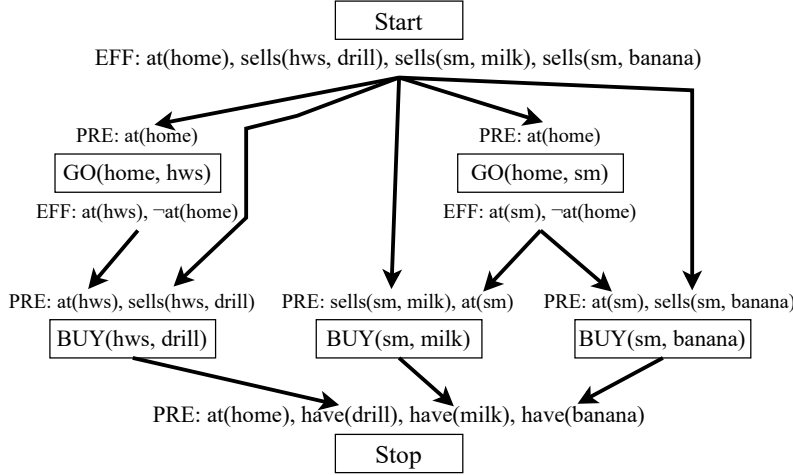 Start
EFF: at(home), sells(hws, drill), sells(sm, milk), sells(sm, banana)
PRE: at(home) PRE: at(home)
GO(home, hws) GO(home, sm)
EFF: at(hws), ¬at(home) EFF: at(sm), ¬at(home)
PRE: at(hws), sells(hws, drill) PRE: sells(sm, milk), at(sm) PRE: at(sm), sells(sm, banana)
BUY(hws, drill) BUY(sm, milk) BUY(sm, banana)
PRE: at(home), have(drill), have(milk), have(banana)
Stop